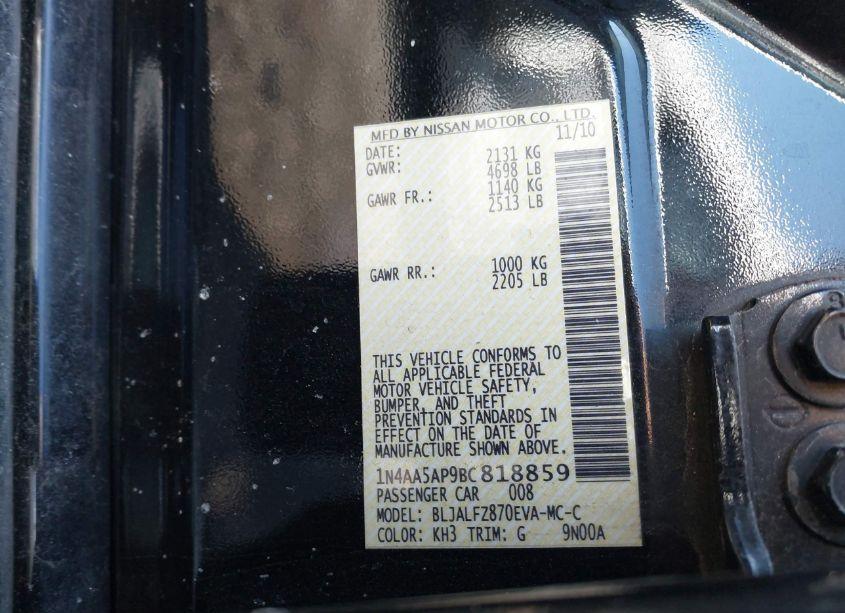 MFD BY NISSAN MOTOR CO., LTD.
11/10
DATE: 2131 KG
GVWR: 4698 LB
1140 KG
GAWR FR.: 2513 LB
GAWR RR.: 1000 KG
2205 LB
THIS VEHICLE CONFORMS TO
ALL APPLICABLE FEDERAL
MOTOR VEHICLE SAFETY,
BUMPER, AND THEFT
PREVENTION STANDARDS IN
EFFECT ON THE DATE OF
MANUFACTURE SHOWN ABOVE.
1N4AA5AP9BC818859
PASSENGER CAR 008
MODEL: BLJALFZ870EVA-MC-C
COLOR: KH3 TRIM: G 9N00A